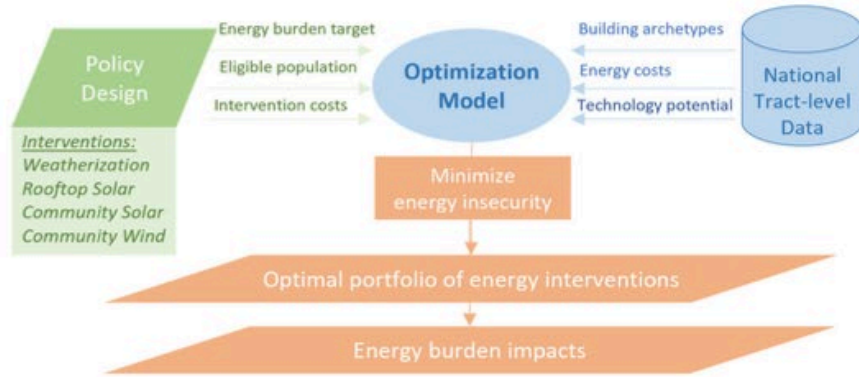 Policy
Design
Interventions:
Weatherization
Rooftop Solar
Community Solar
Community Wind
Energy burden target
Eligible population
Intervention costs
Optimization
Model
Building archetypes
Energy costs
Technology potential
National
Tract-level
Data
Minimize
energy insecurity
Optimal portfolio of energy interventions
Energy burden impacts